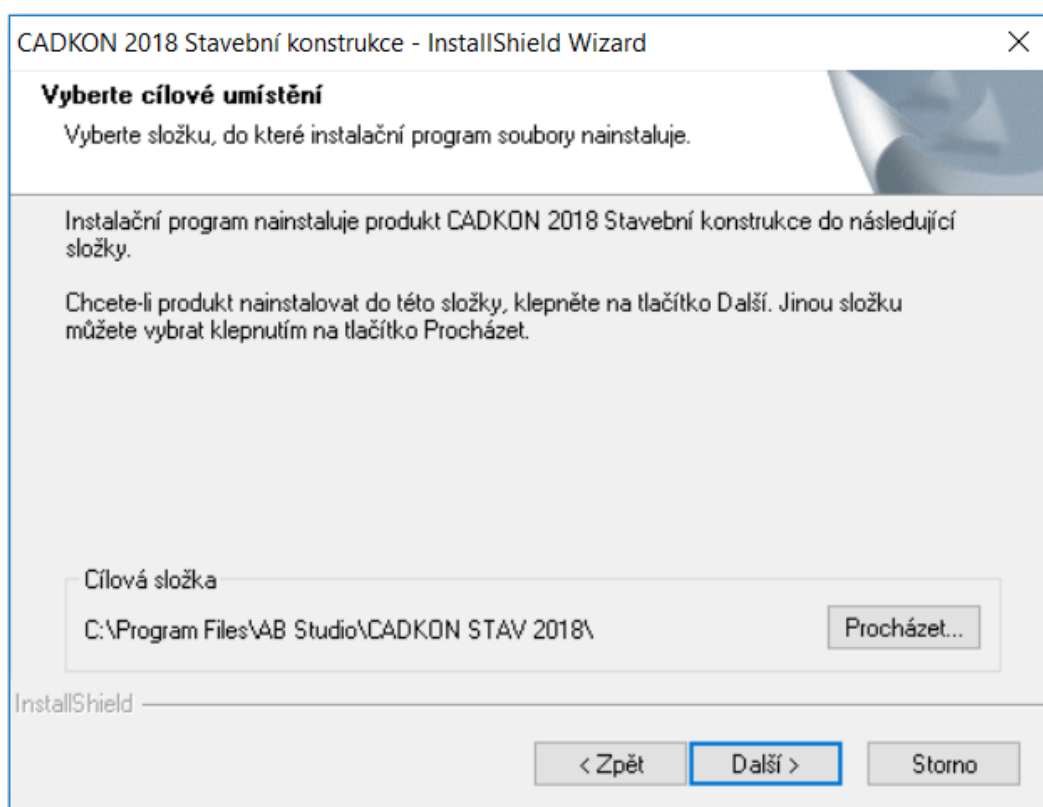 CADKON 2018 Stavební konstrukce - InstallShield Wizard
Vyberte cílové umístění
Vyberte složku, do které instalační program soubory nainstaluje.
Instalační program nainstaluje produkt CADKON 2018 Stavební konstrukce do následující
složky.
Chcete-li produkt nainstalovat do této složky, klepněte na tlačítko Další. Jinou složku
můžete vybrat klepnutím na tlačítko Procházet.
Cílová složka
C:\Program Files\AB Studio\CADKON STAV 2018\
Procházet...
InstallShield
< Zpět
Další >
Storno